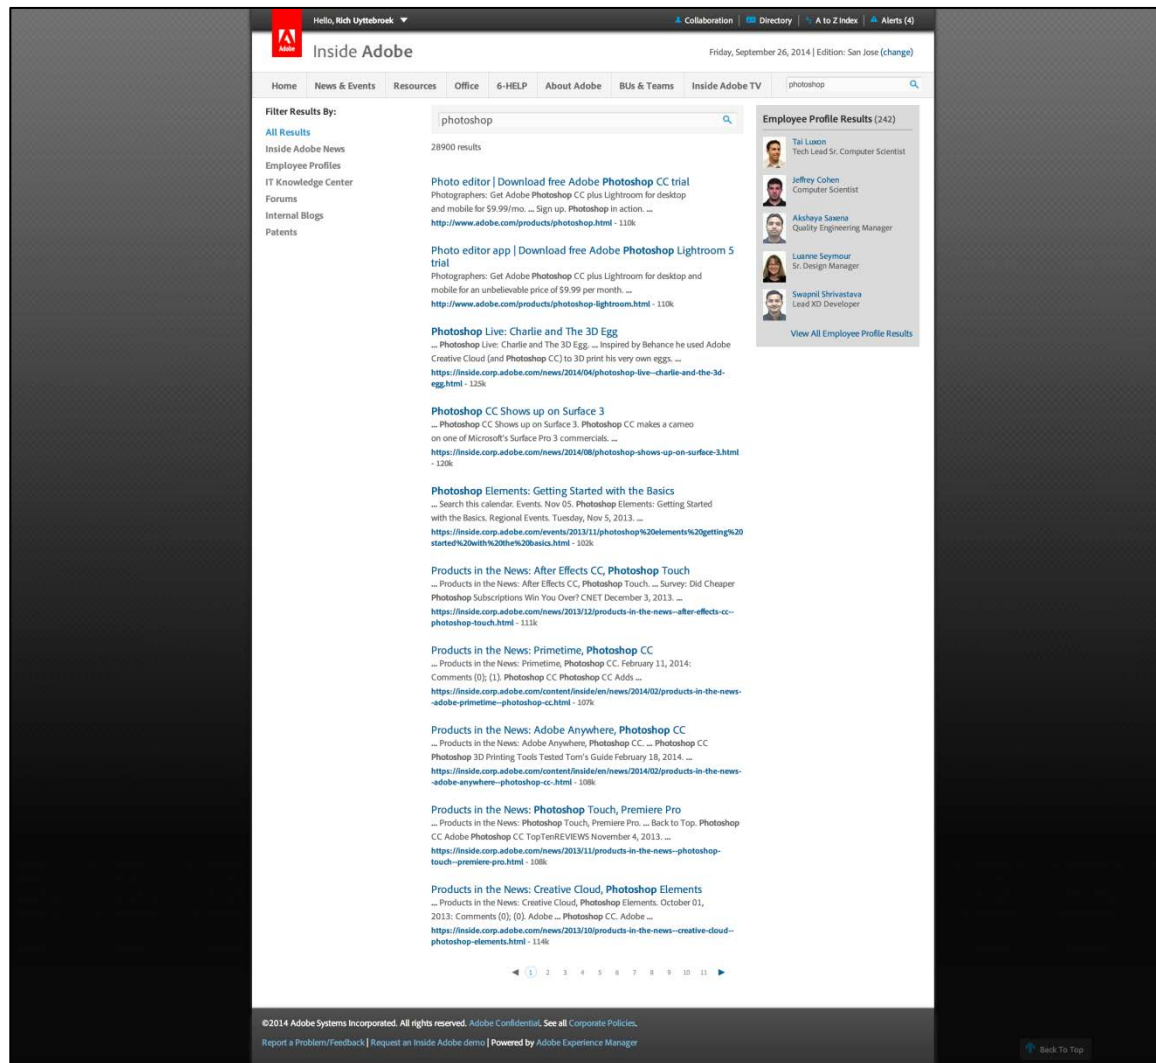 Hello, Rich Uyttebroek
Collaboration | Directory | A to Z Index | Alerts (4)
Adobe
Inside Adobe
Friday, September 26, 2014 | Edition: San Jose (change)
Home News & Events Resources Office 6-HELP About Adobe BUs & Teams Inside Adobe TV photoshop
Filter Results By:
All Results
Inside Adobe News
Employee Profiles
IT Knowledge Center
Forums
Internal Blogs
Patents
photoshop
28900 results
Photo editor | Download free Adobe Photoshop CC trial
Photographers: Get Adobe Photoshop CC plus Lightroom for desktop
and mobile for $9.99/mo. ... Sign up. Photoshop in action. ...
http://www.adobe.com/products/photoshop.html - 110k
Photo editor app | Download free Adobe Photoshop Lightroom 5
trial
Photographers: Get Adobe Photoshop CC plus Lightroom for desktop and
mobile for an unbelievable price of $9.99 per month. ...
http://www.adobe.com/products/photoshop-lightroom.html - 110k
Photoshop Live: Charlie and The 3D Egg
... Photoshop Live: Charlie and The 3D Egg. ... Inspired by Behance he used Adobe
Creative Cloud (and Photoshop CC) to 3D print his very own eggs. ...
https://inside.corp.adobe.com/news/2014/04/photoshop-live--charlie-and-the-3d-
egg.html - 125k
Photoshop CC Shows up on Surface 3
... Photoshop CC Shows up on Surface 3. Photoshop CC makes a cameo
on one of Microsoft's Surface Pro 3 commercials. ...
https://inside.corp.adobe.com/news/2014/08/photoshop-shows-up-on-surface-3.html
- 120k
Photoshop Elements: Getting Started with the Basics
... Search this calendar. Events. Nov 05. Photoshop Elements: Getting Started
with the Basics. Regional Events. Tuesday, Nov 5, 2013. ...
https://inside.corp.adobe.com/events/2013/11/photoshop%20elements%20getting%20
started%20with%20the%20basics.html - 102k
Products in the News: After Effects CC, Photoshop Touch
... Products in the News: After Effects CC, Photoshop Touch. ... Survey: Did Cheaper
Photoshop Subscriptions Win You Over? CNET December 3, 2013. ...
https://inside.corp.adobe.com/news/2013/12/products-in-the-news--after-effects-cc--
photoshop-touch.html - 111k
Products in the News: Primetime, Photoshop CC
... Products in the News: Primetime, Photoshop CC. February 11, 2014:
Comments (0); (1). Photoshop CC Photoshop CC Adds ...
https://inside.corp.adobe.com/content/inside/en/news/2014/02/products-in-the-news-
-adobe-primetime--photoshop-cc.html - 107k
Products in the News: Adobe Anywhere, Photoshop CC
... Products in the News: Adobe Anywhere, Photoshop CC. ... Photoshop CC
Photoshop 3D Printing Tools Tested Tom's Guide February 18, 2014. ...
https://inside.corp.adobe.com/content/inside/en/news/2014/02/products-in-the-news-
-adobe-anywhere--photoshop-cc-.html - 108k
Products in the News: Photoshop Touch, Premiere Pro
... Products in the News: Photoshop Touch, Premiere Pro. ... Back to Top. Photoshop
CC Adobe Photoshop CC TopTenREVIEWS November 4, 2013. ...
https://inside.corp.adobe.com/news/2013/11/products-in-the-news--photoshop-
touch--premiere-pro.html - 108k
Products in the News: Creative Cloud, Photoshop Elements
... Products in the News: Creative Cloud, Photoshop Elements. October 01,
2013: Comments (0); (0). Adobe ... Photoshop CC. Adobe ...
https://inside.corp.adobe.com/news/2013/10/products-in-the-news--creative-cloud--
photoshop-elements.html - 114k
1 2 3 4 5 6 7 8 9 10 11
Employee Profile Results (242)
Tai Luxon
Tech Lead Sr. Computer Scientist
Jeffrey Cohen
Computer Scientist
Akshaya Saxena
Quality Engineering Manager
Luanne Seymour
Sr. Design Manager
Swapnil Shrivastava
Lead XD Developer
View All Employee Profile Results
©2014 Adobe Systems Incorporated. All rights reserved. Adobe Confidential. See all Corporate Policies.
Report a Problem/Feedback | Request an Inside Adobe demo | Powered by Adobe Experience Manager
Back To Top